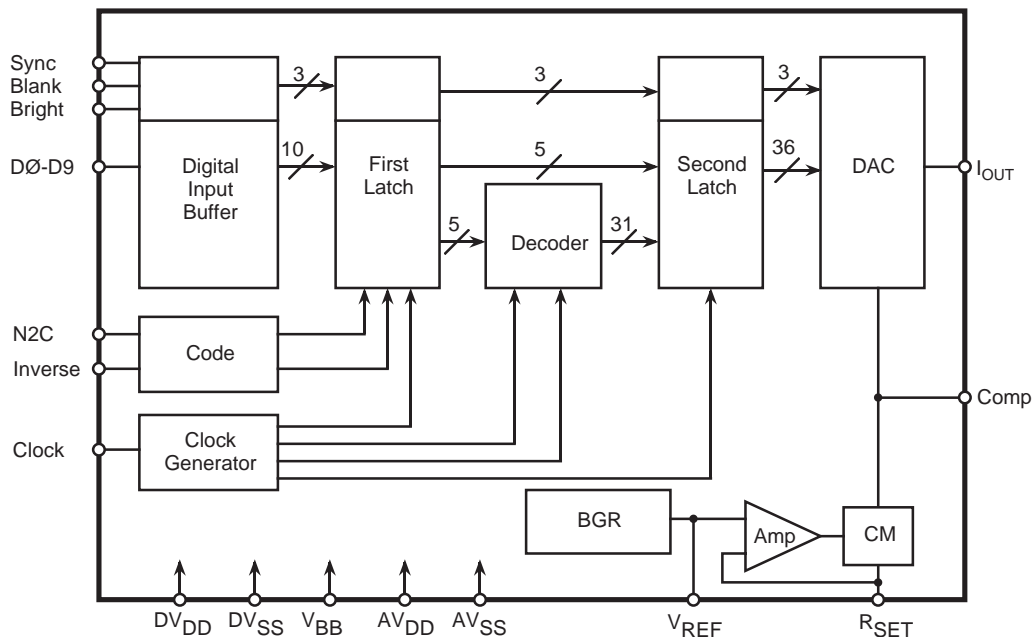 Sync
Blank
Bright
DØ-D9
3
10
Digital
Input
Buffer
First
Latch
3
5
5
Decoder
31
Second
Latch
3
36
DAC
IOUT
N2C
Inverse
Code
Comp
Clock
Clock
Generator
BGR
Amp
CM
DVDD
DVSS
VBB
AVDD
AVSS
VREF
RSET